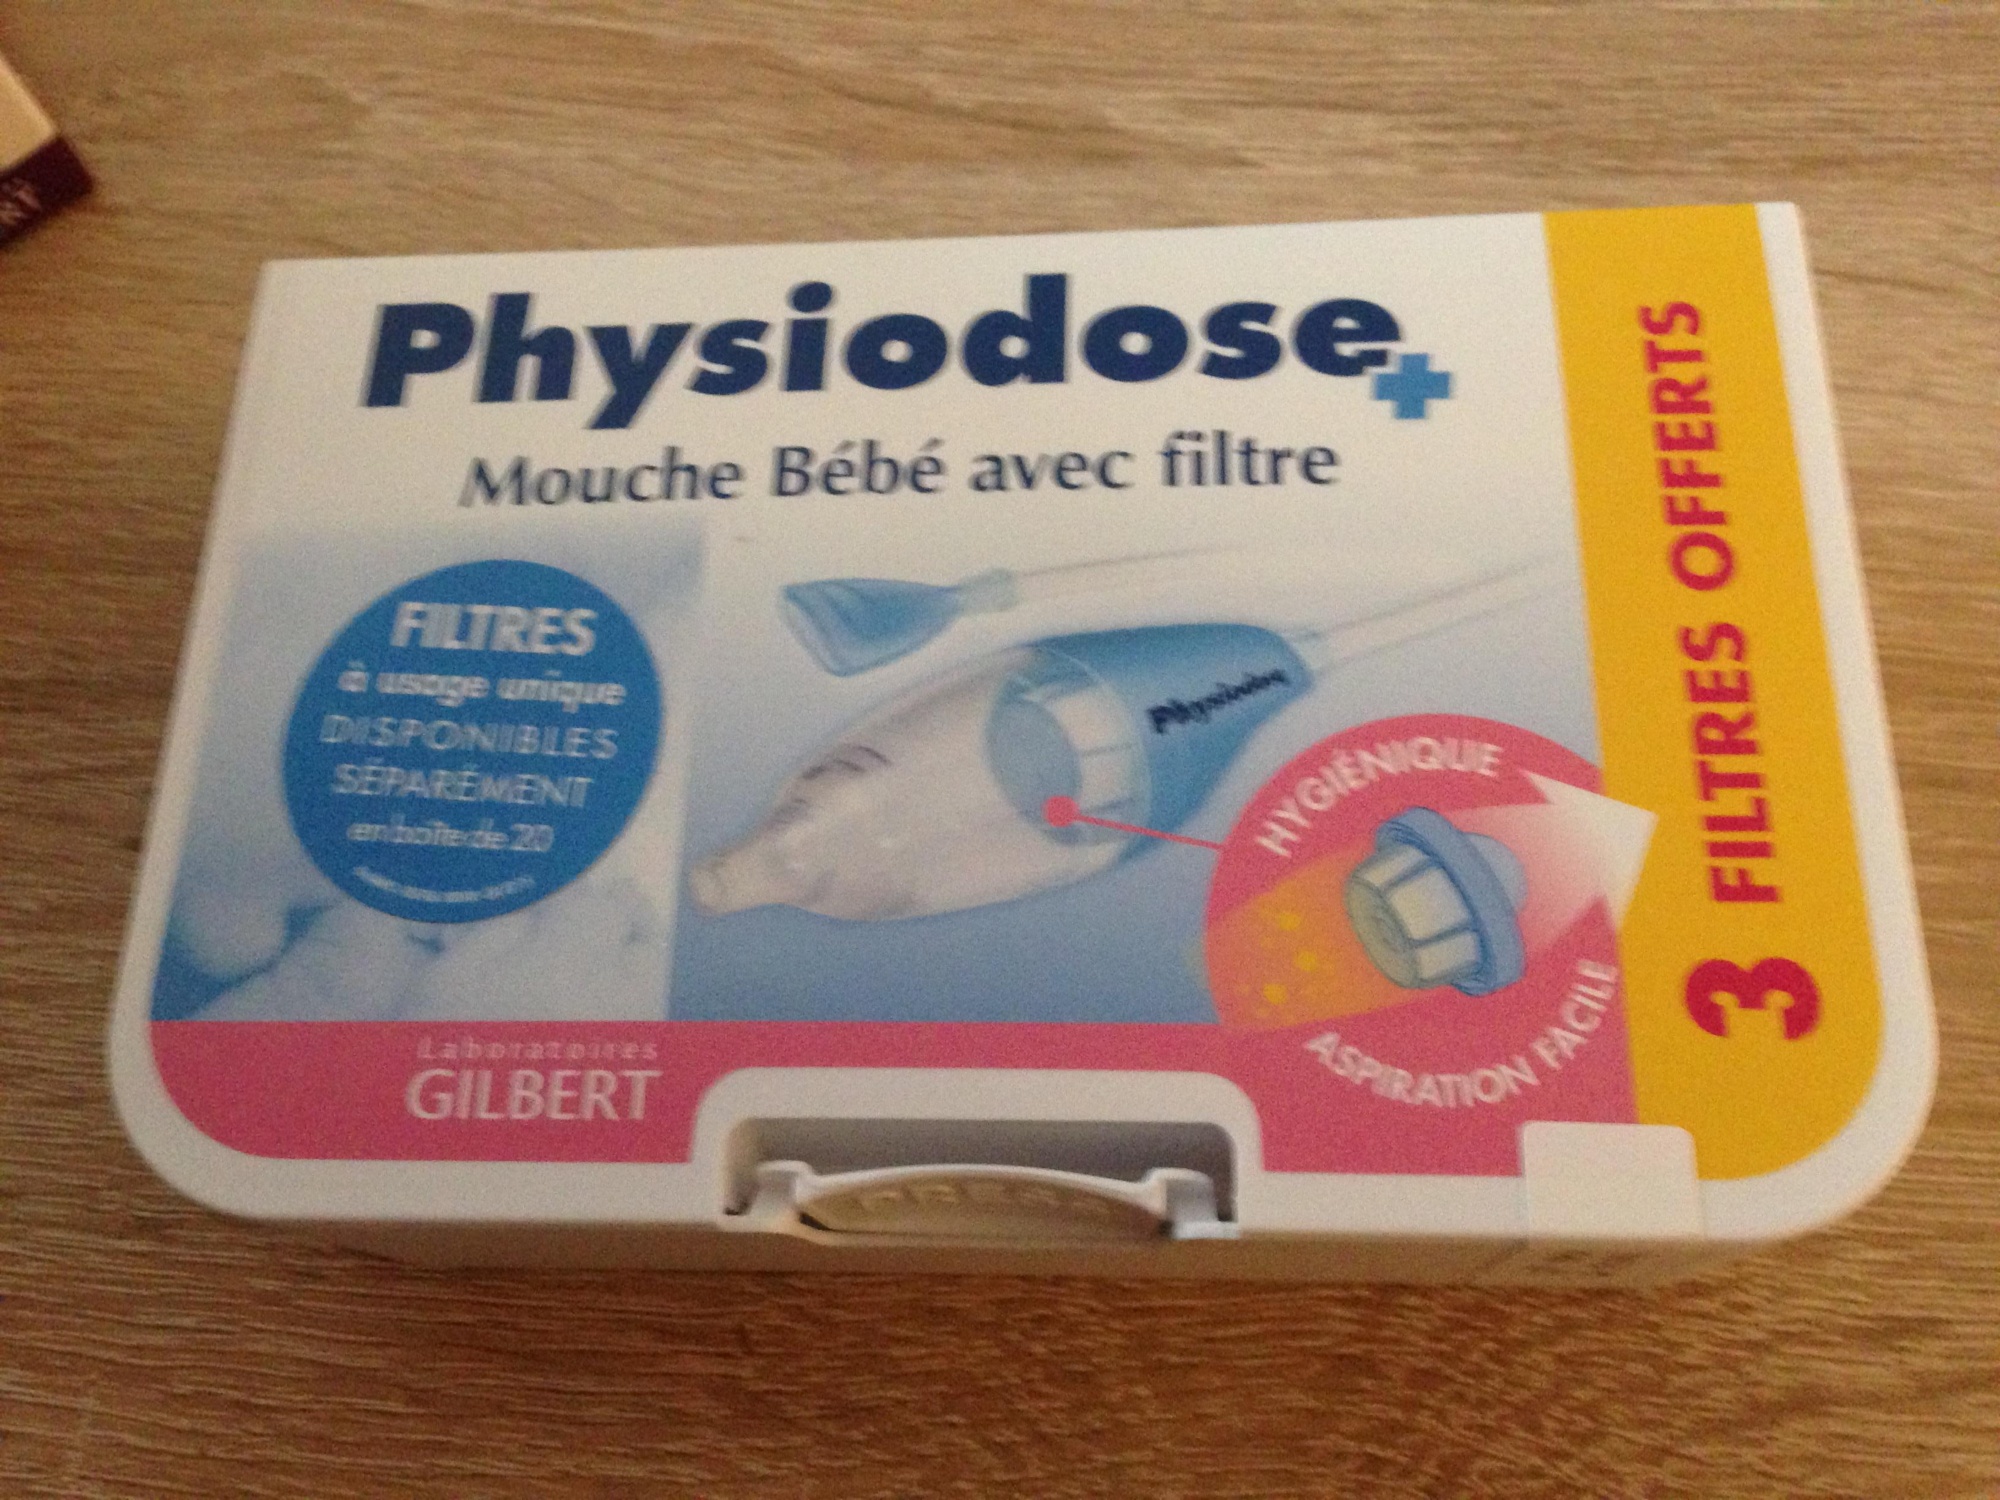 Physiodose
Mouche Bébé avec filtre
FILTRES
à usage unique
DISPONIBLES
SÉPARÉMENT
en boîte de 20
Physiodose
HYGIÉNIQUE
ASPIRATION FACILE
Laboratoires
GILBERT
3 FILTRES OFFERTS